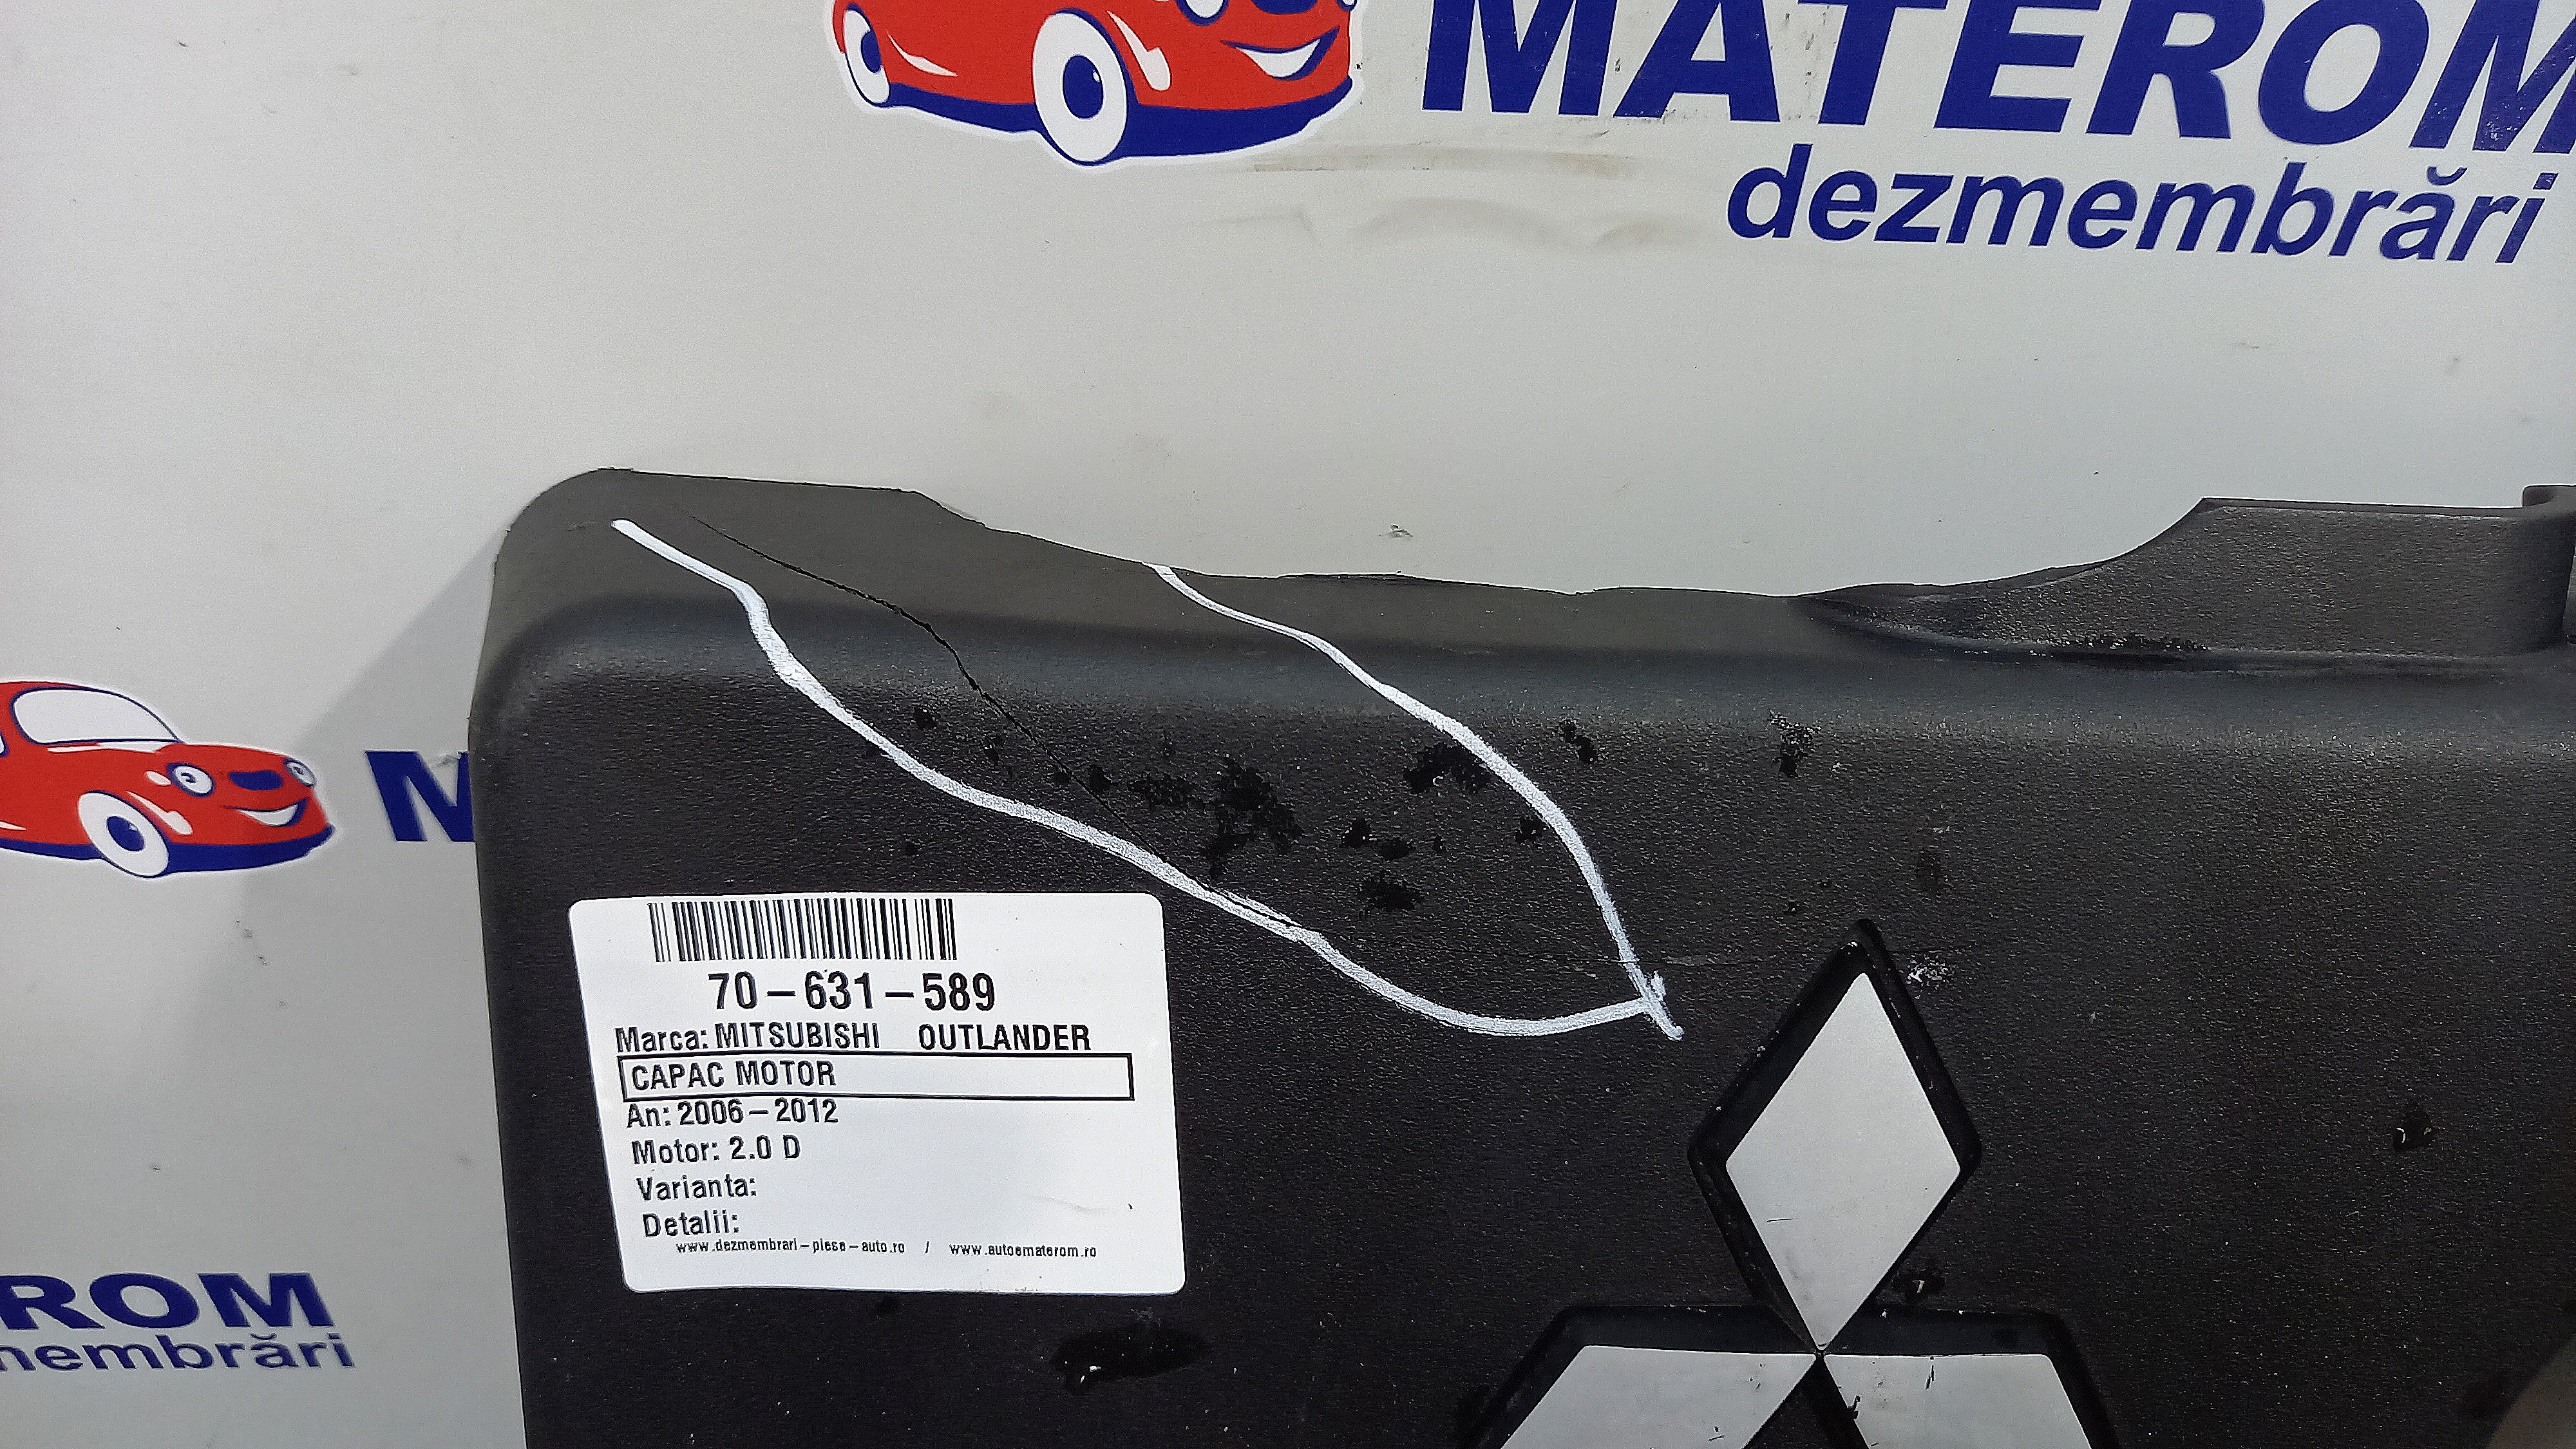 MATEROM
dezmembrări
M
ROM
membrări
70-631-589
Marca: MITSUBISHI OUTLANDER
CAPAC MOTOR
An: 2006-2012
Motor: 2.0 D
Varianta:
Detalii:
www.dezmembrari-piese-auto.ro / www.autoematerom.ro